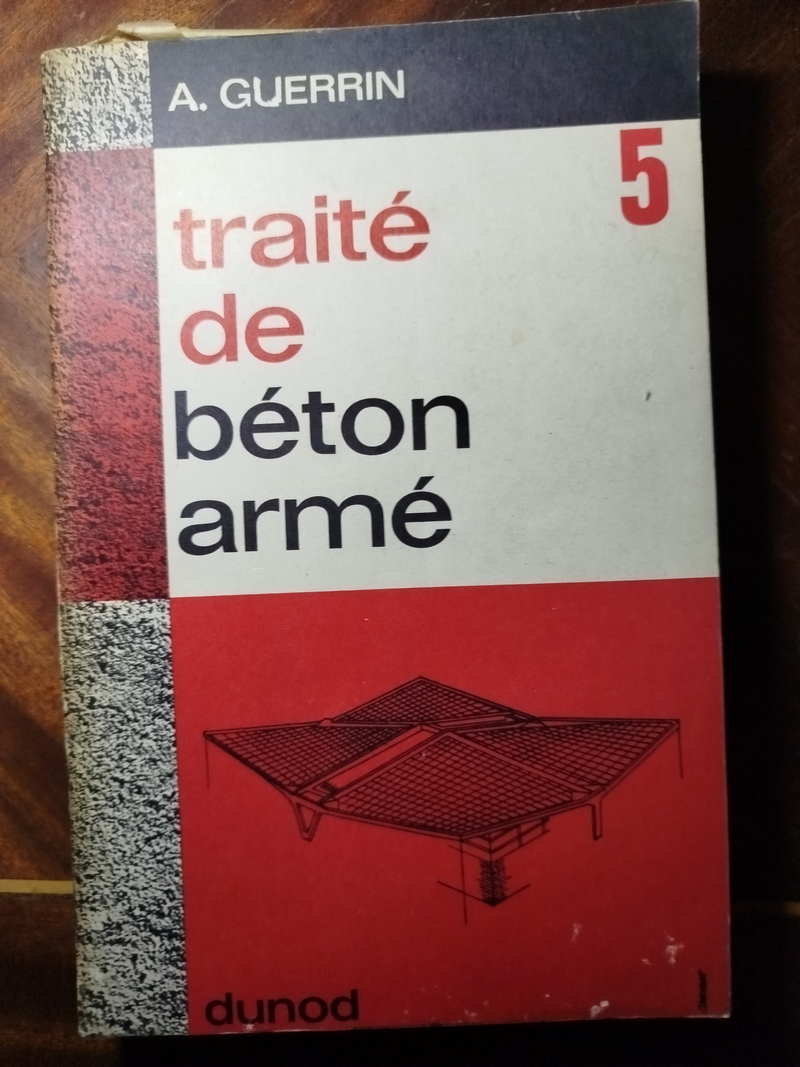 A. GUERRIN
5
traité
de
béton
armé
dunod